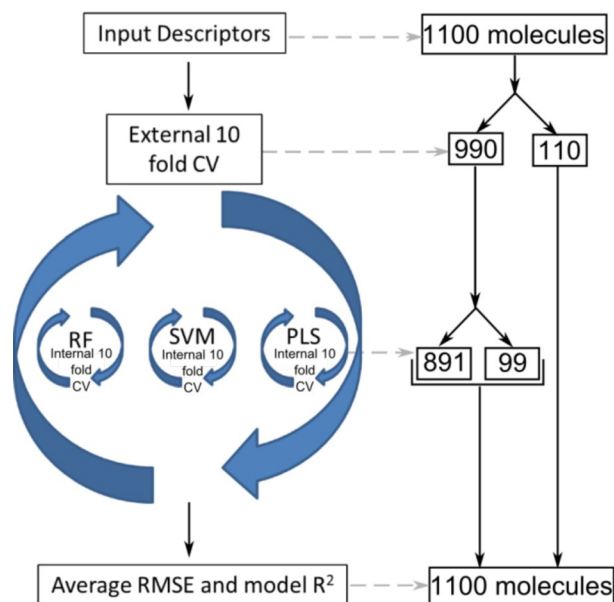 Input Descriptors
1100 molecules
External 10
fold CV
990
110
RF
Internal 10
fold
CV
SVM
Internal 10
fold
CV
PLS
Internal 10
fold
CV
891
99
Average RMSE and model R²
1100 molecules